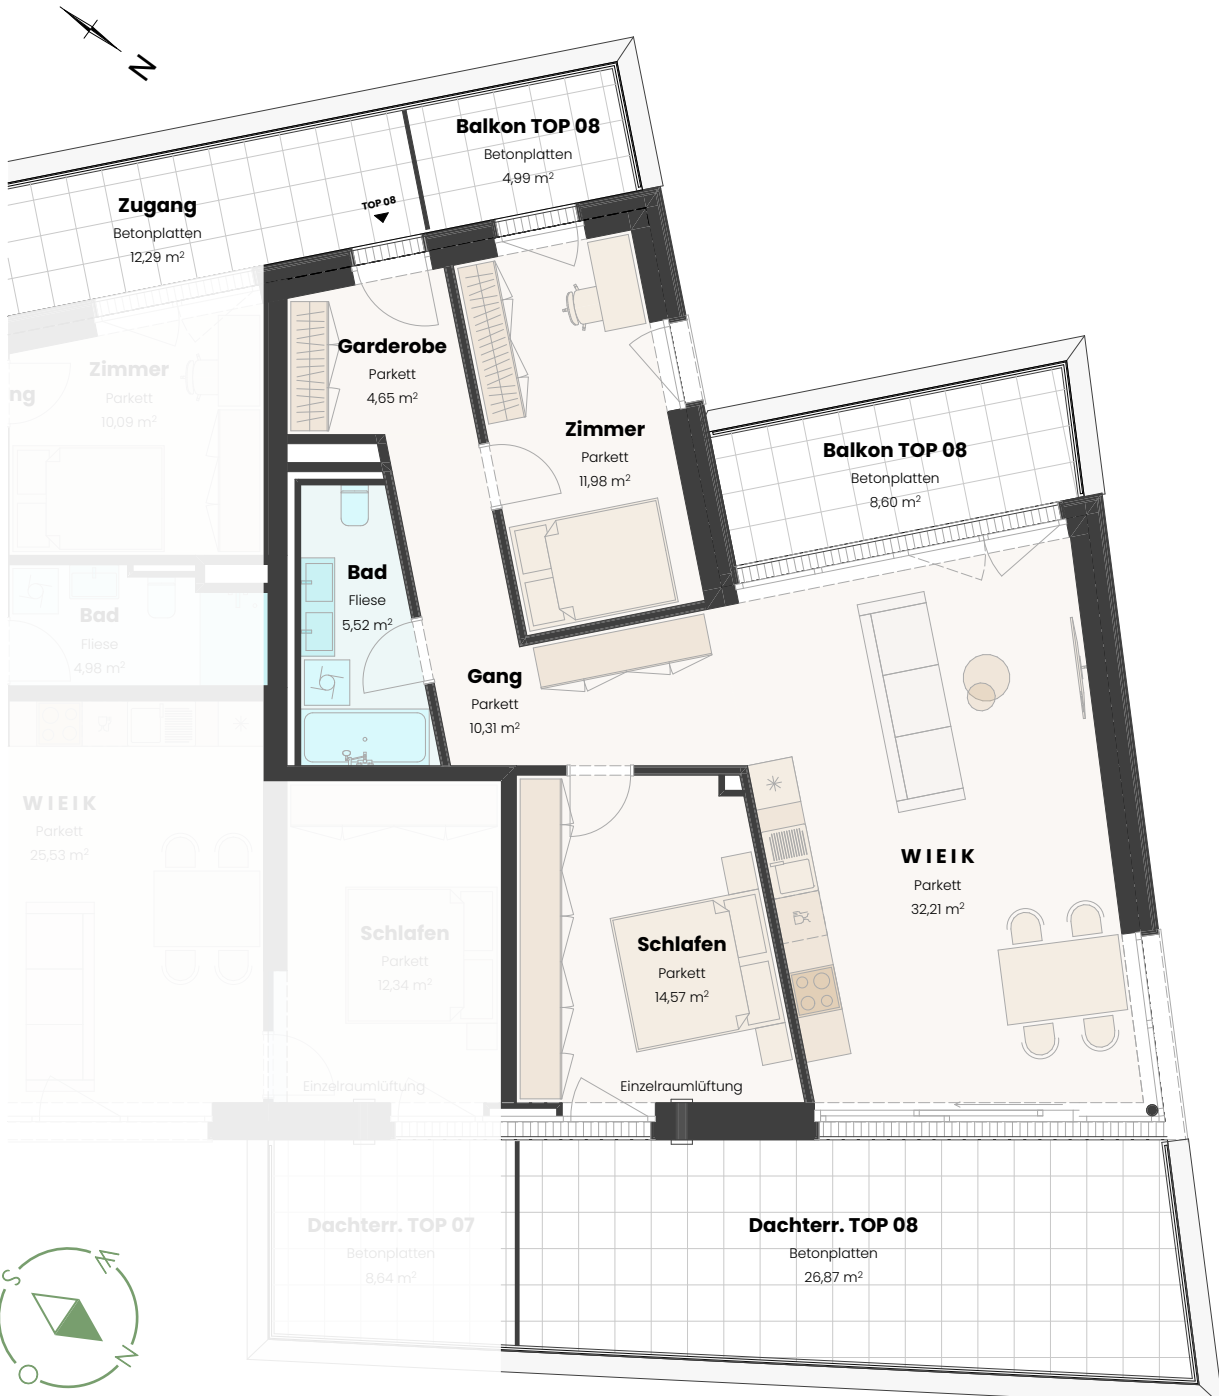 N
Balkon TOP 08
Betonplatten
4,99 m²
Zugang
Betonplatten
12,29 m²
TOP 08
Garderobe
Parkett
4,65 m²
Zimmer
Parkett
10,09 m²
ng
Zimmer
Parkett
11,98 m²
Balkon TOP 08
Betonplatten
8,60 m²
Bad
Fliese
5,52 m²
Bad
Fliese
4,98 m²
Gang
Parkett
10,31 m²
WIEIK
Parkett
25,53 m²
WIEIK
Parkett
32,21 m²
Schlafen
Parkett
12,34 m²
Schlafen
Parkett
14,57 m²
Einzelraumlüftung
Einzelraumlüftung
Dachterr. TOP 07
Betonplatten
8,64 m²
Dachterr. TOP 08
Betonplatten
26,87 m²
S
W
N
O